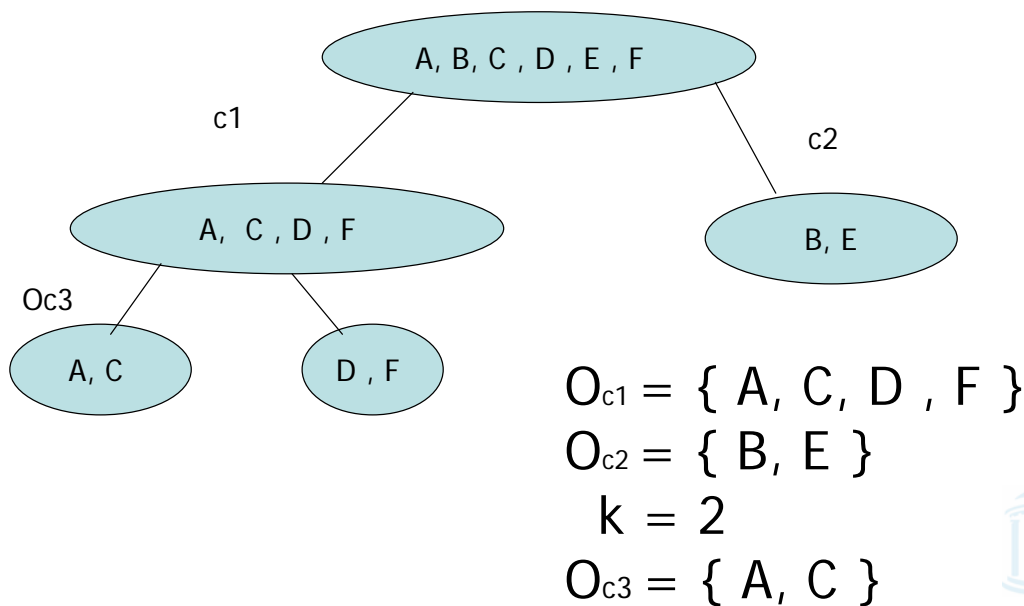 A, B, C , D , E , F
c1
c2
A, C , D , F
B, E
Oc3
A, C
D , F
Oc1 = { A, C, D , F }
Oc2 = { B, E }
k = 2
Oc3 = { A, C }